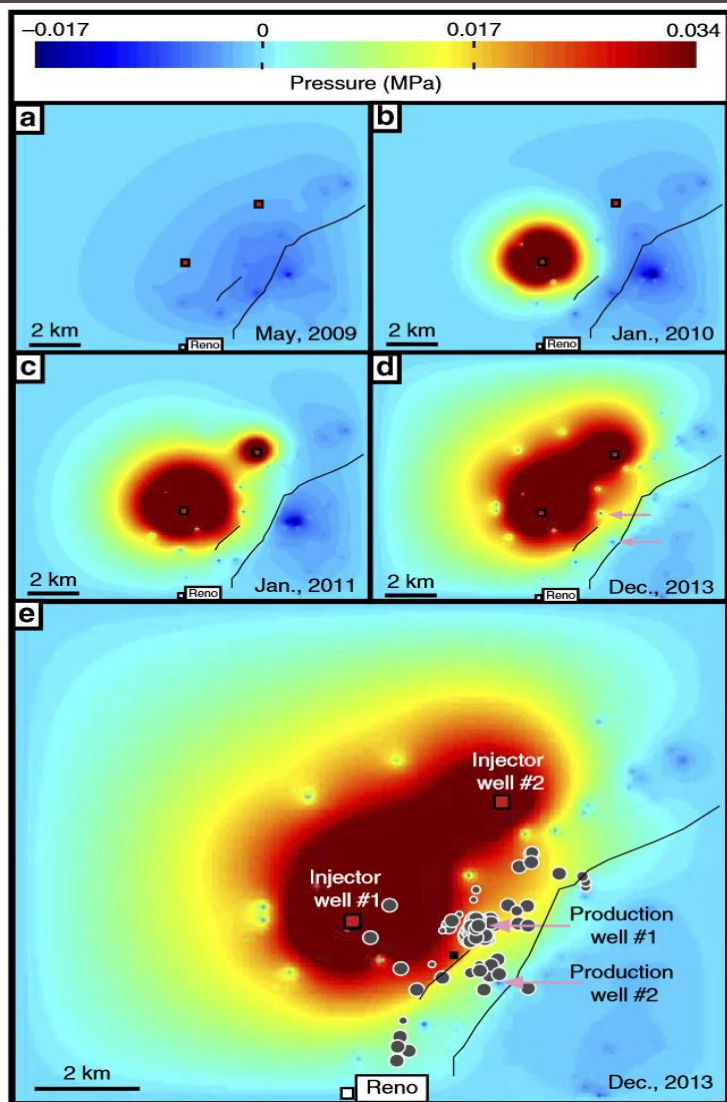 −0.017 0 0.017 0.034
Pressure (MPa)
a
2 km
Reno
May, 2009
b
2 km
Reno
Jan., 2010
c
2 km
Reno
Jan., 2011
d
2 km
Reno
Dec., 2013
e
Injector
well #2
Injector
well #1
Production
well #1
Production
well #2
2 km
Reno
Dec., 2013